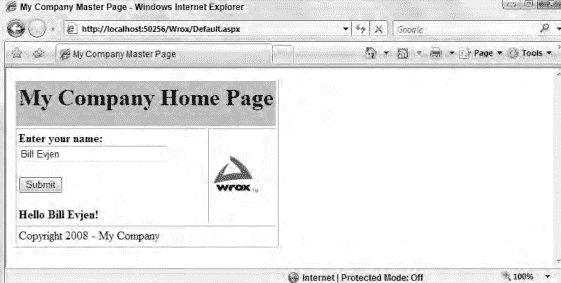 My Company Master Page - Windows Internet Explorer
http://localhost:50256/Wrox/Default.aspx
Google
My Company Master Page
Page
Tools
My Company Home Page
Enter your name:
Bill Evjen
Submit
wrox™
Hello Bill Evjen!
Copyright 2008 - My Company
Internet | Protected Mode: Off
100%